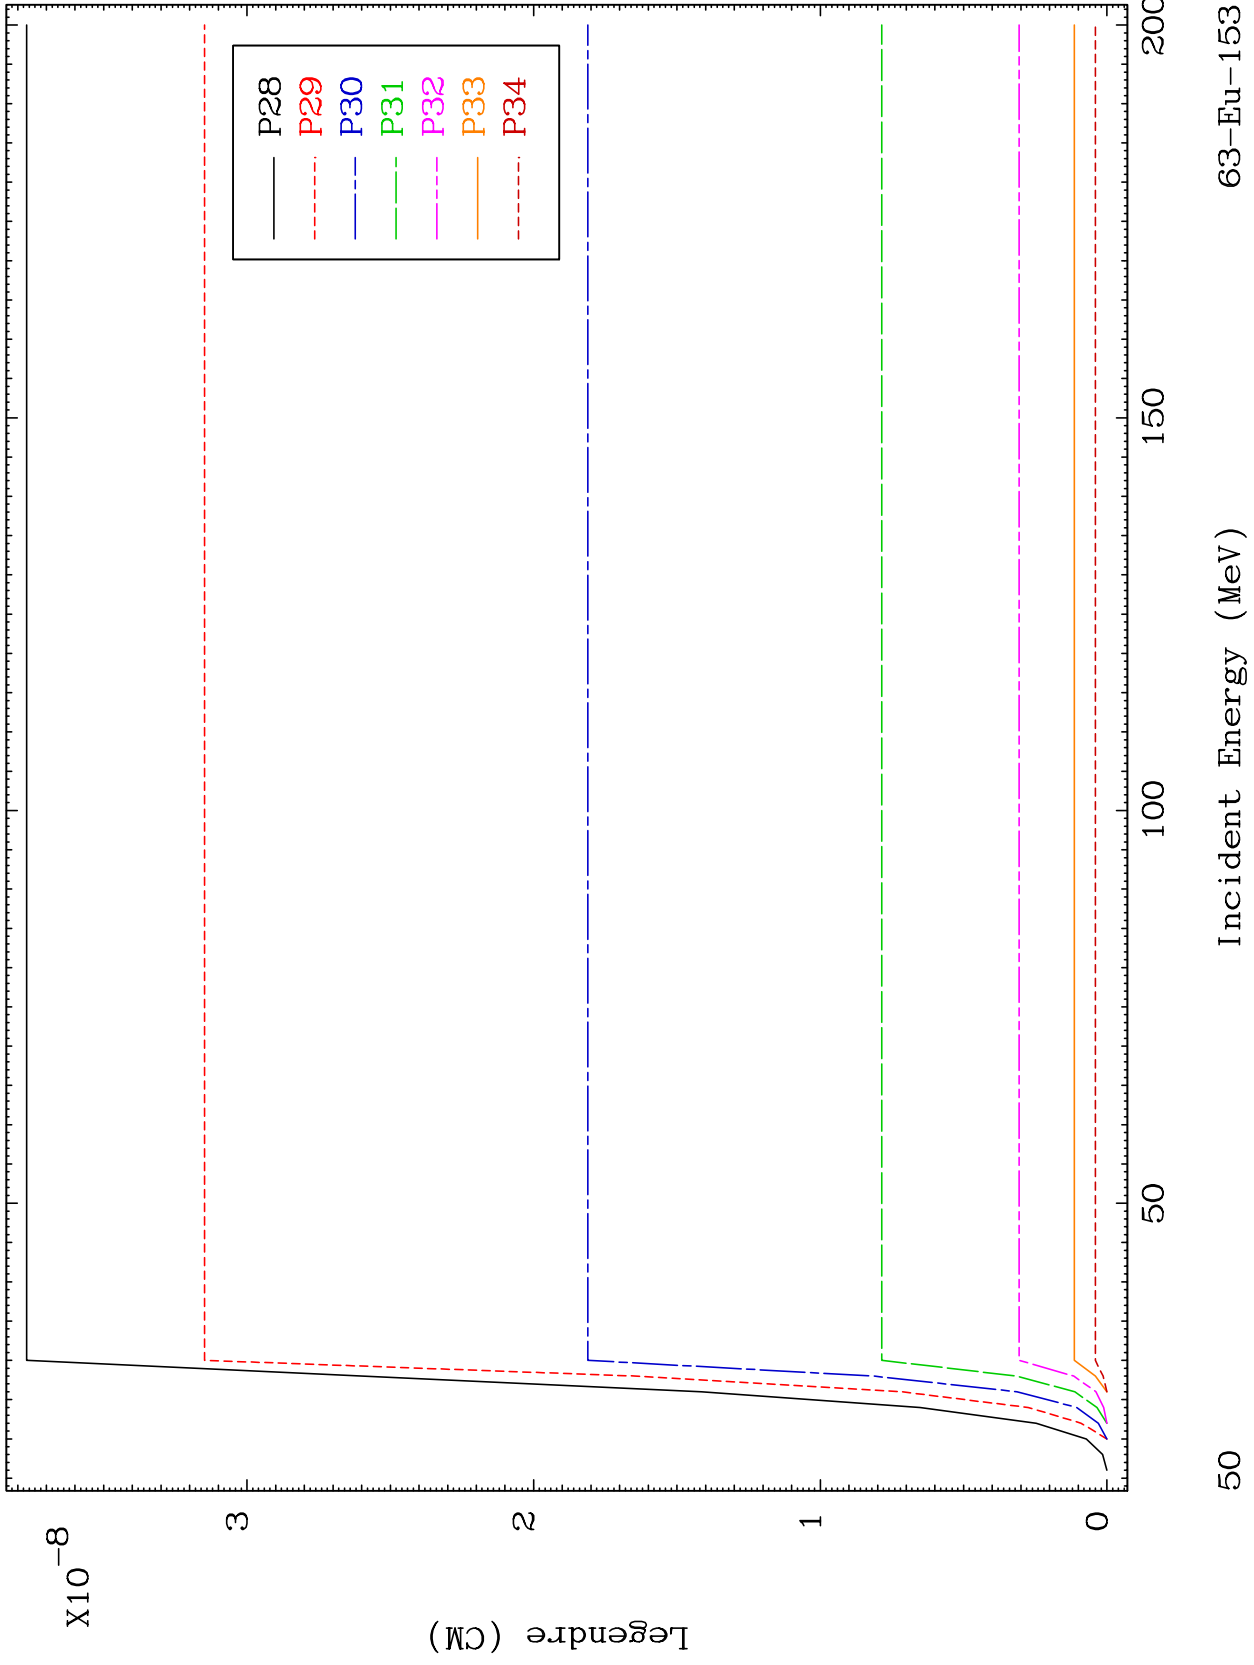 X10-8
3
2
1
0
Legendre (CM)
P28
P29
P30
P31
P32
P33
P34
50
100
150
200
Incident Energy (MeV)
50
63-Eu-153